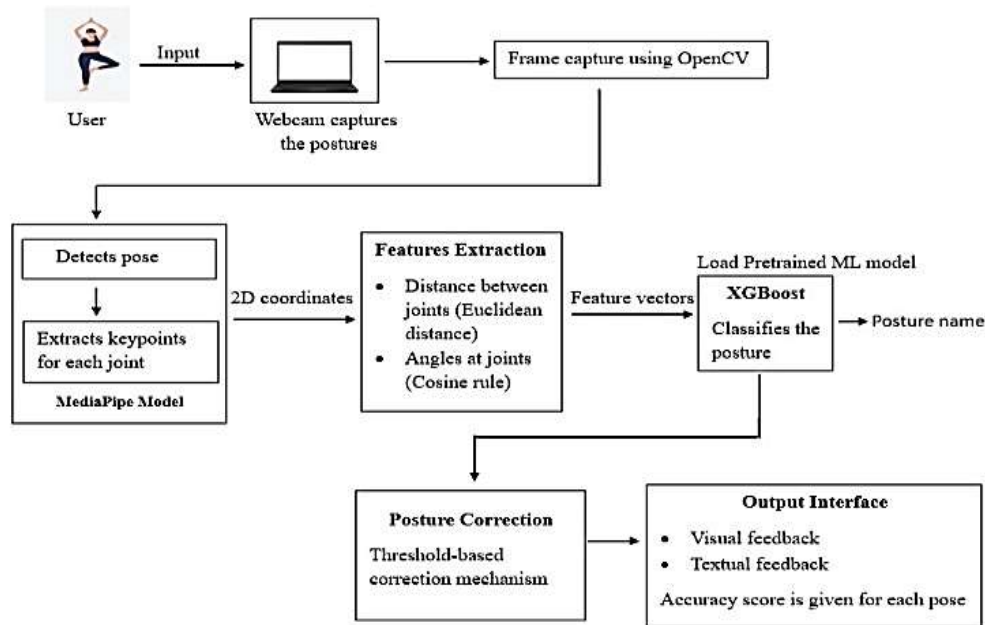 Input
Frame capture using OpenCV
User
Webcam captures
the postures
Detects pose
Extracts keypoints
for each joint
MediaPipe Model
2D coordinates
Features Extraction
• Distance between
joints (Euclidean
distance)
• Angles at joints
(Cosine rule)
Feature vectors
Load Pretrained ML model
XGBoost
Classifies the
posture
Posture name
Posture Correction
Threshold-based
correction mechanism
Output Interface
• Visual feedback
• Textual feedback
Accuracy score is given for each pose